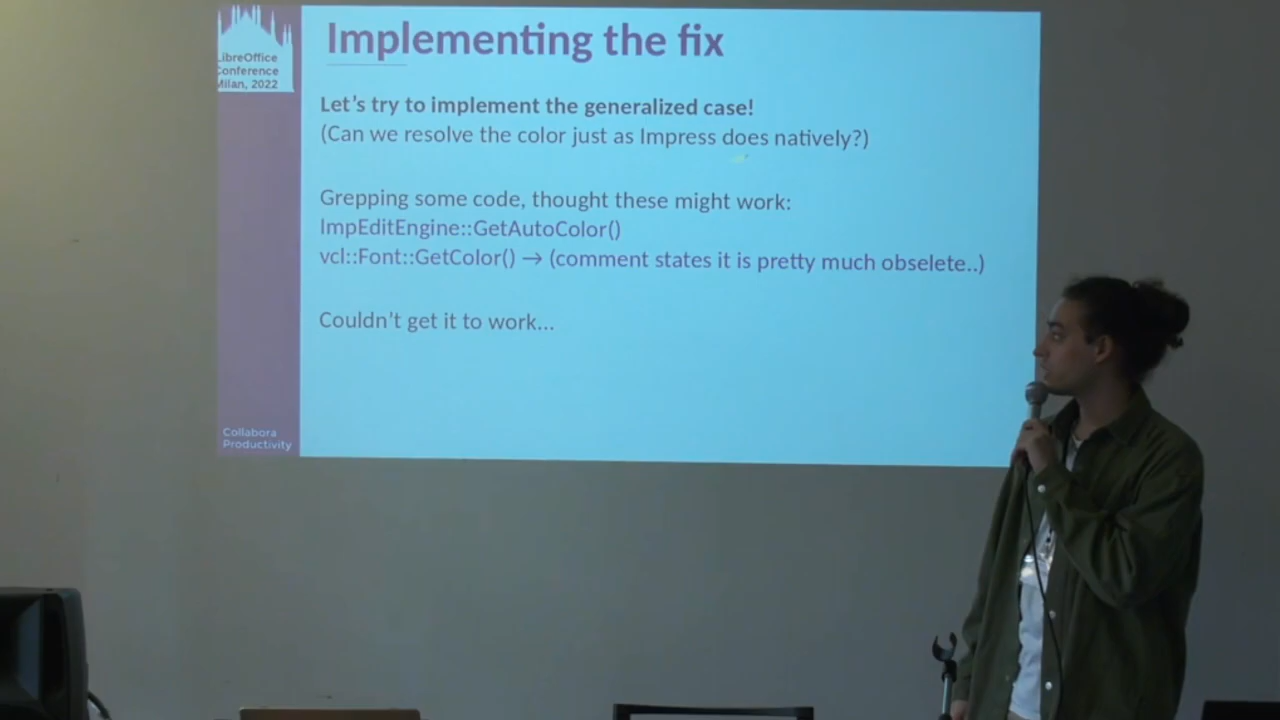 LibreOffice
Conference
Milan, 2022
Implementing the fix
Let's try to implement the generalized case!
(Can we resolve the color just as Impress does natively?)
Grepping some code, thought these might work:
ImpEditEngine::GetAutoColor()
vcl::Font::GetColor() → (comment states it is pretty much obselete..)
Couldn't get it to work...
Collabora
Productivity